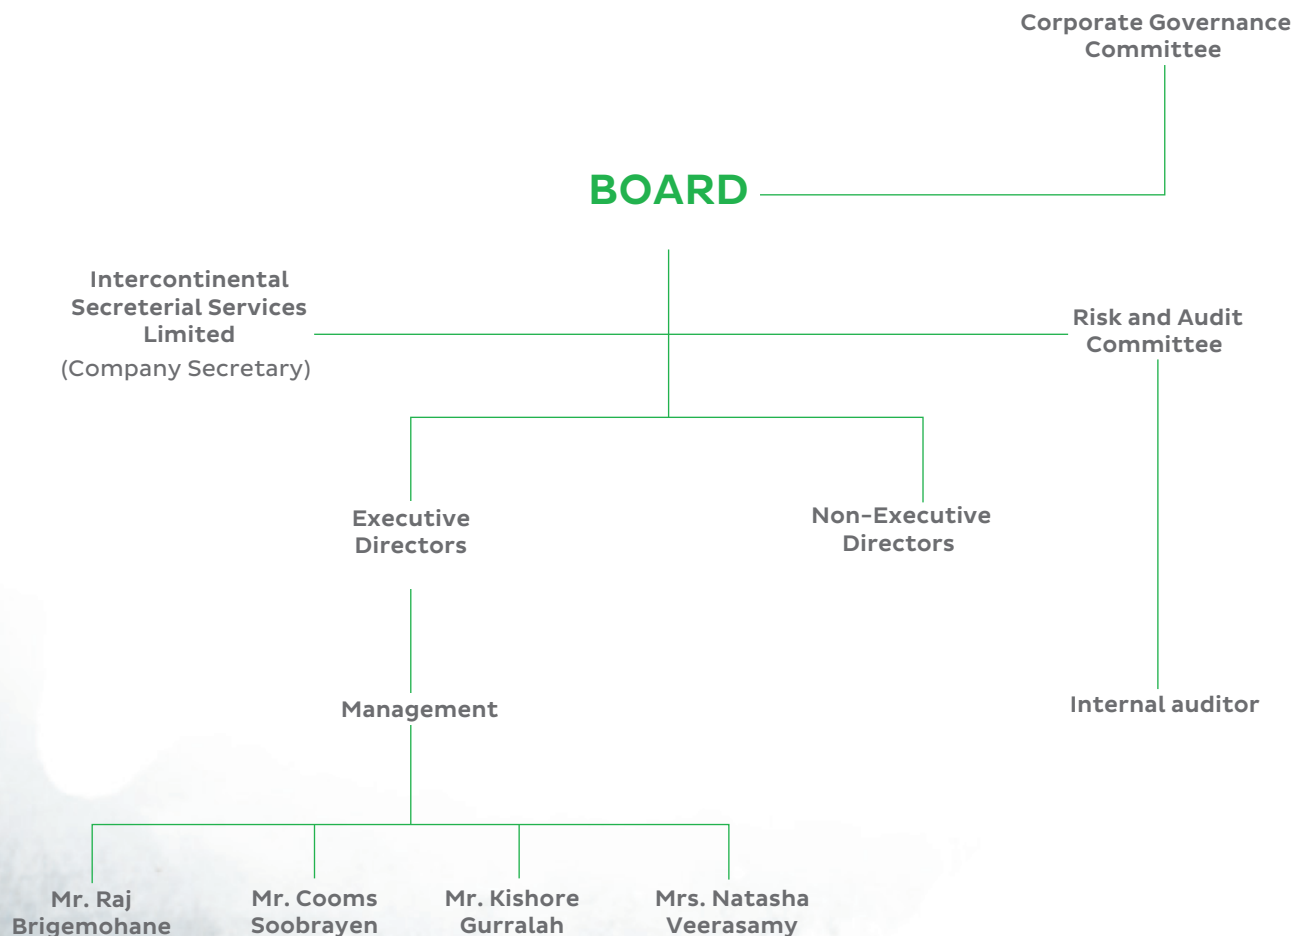 Corporate Governance
Committee
BOARD
Intercontinental
Secreterial Services
Limited
(Company Secretary)
Risk and Audit
Committee
Executive
Directors
Non-Executive
Directors
Management
Internal auditor
Mr. Raj
Brigemohane
Mr. Cooms
Soobrayen
Mr. Kishore
Gurralah
Mrs. Natasha
Veerasamy